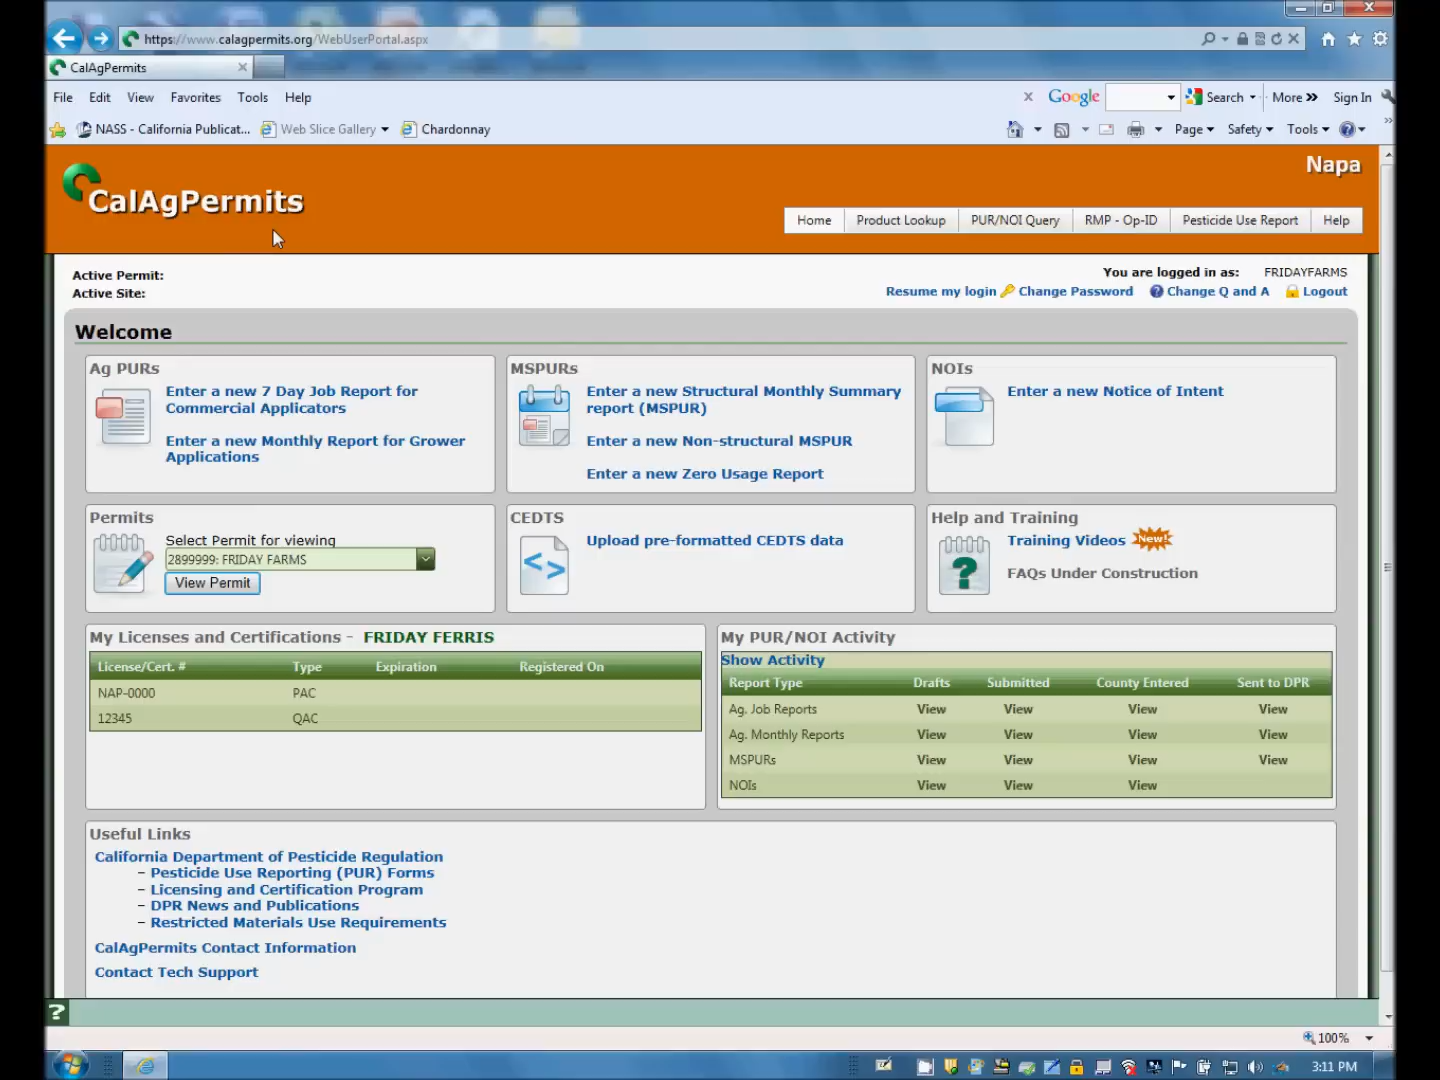 https://www.calagpermits.org/WebUserPortal.aspx
CalAgPermits
File Edit View Favorites Tools Help
Google Search More » Sign In
NASS - California Publicat... Web Slice Gallery Chardonnay
Page Safety Tools
Napa
CalAgPermits
Home Product Lookup PUR/NOI Query RMP - Op-ID Pesticide Use Report Help
Active Permit:
Active Site:
You are logged in as: FRIDAYFARMS
Resume my login Change Password Change Q and A Logout
Welcome
Ag PURs
Enter a new 7 Day Job Report for
Commercial Applicators
Enter a new Monthly Report for Grower
Applications
MSPURs
Enter a new Structural Monthly Summary
report (MSPUR)
Enter a new Non-structural MSPUR
Enter a new Zero Usage Report
NOIs
Enter a new Notice of Intent
Permits
Select Permit for viewing
2899999: FRIDAY FARMS
View Permit
CEDTS
Upload pre-formatted CEDTS data
Help and Training
Training Videos New!
FAQs Under Construction
My Licenses and Certifications - FRIDAY FERRIS
License/Cert. # Type Expiration Registered On
NAP-0000 PAC
12345 QAC
My PUR/NOI Activity
Show Activity
Report Type Drafts Submitted County Entered Sent to DPR
Ag. Job Reports View View View View
Ag. Monthly Reports View View View View
MSPURs View View View View
NOIs View View View
Useful Links
California Department of Pesticide Regulation
– Pesticide Use Reporting (PUR) Forms
– Licensing and Certification Program
– DPR News and Publications
– Restricted Materials Use Requirements
CalAgPermits Contact Information
Contact Tech Support
?
100%
3:11 PM